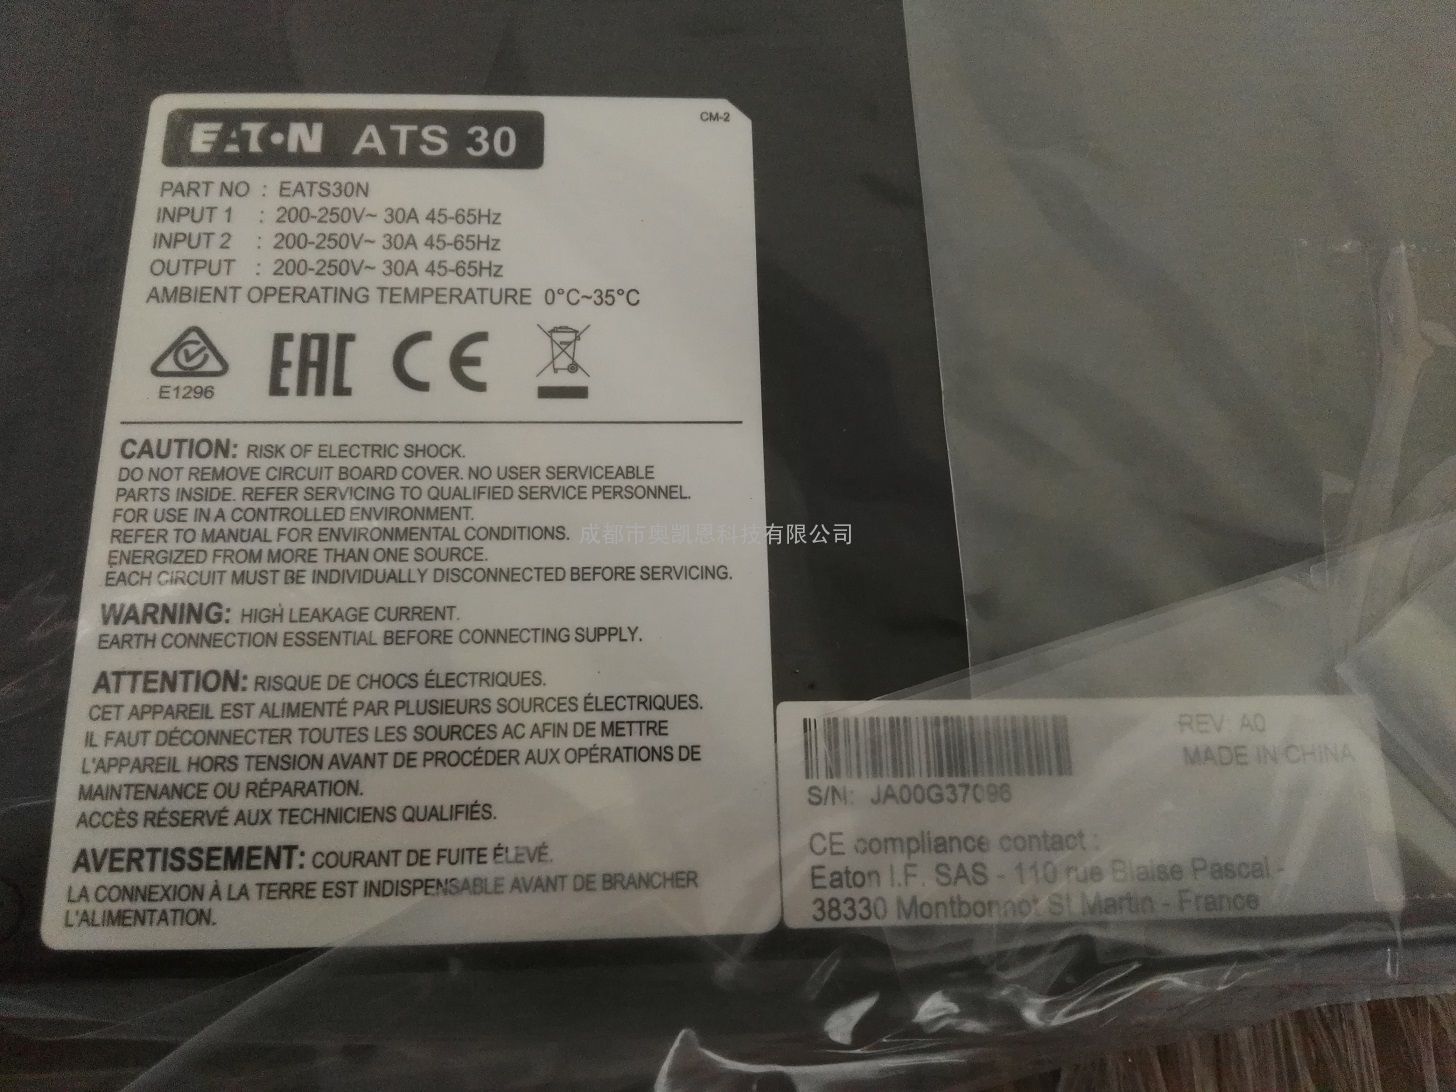 EATON ATS 30
CM-2
PART NO : EATS30N
INPUT 1 : 200-250V~ 30A 45-65Hz
INPUT 2 : 200-250V~ 30A 45-65Hz
OUTPUT : 200-250V~ 30A 45-65Hz
AMBIENT OPERATING TEMPERATURE 0°C~35°C
E1296
EAC CE
CAUTION: RISK OF ELECTRIC SHOCK.
DO NOT REMOVE CIRCUIT BOARD COVER. NO USER SERVICEABLE
PARTS INSIDE. REFER SERVICING TO QUALIFIED SERVICE PERSONNEL.
FOR USE IN A CONTROLLED ENVIRONMENT.
REFER TO MANUAL FOR ENVIRONMENTAL CONDITIONS.
ENERGIZED FROM MORE THAN ONE SOURCE.
EACH CIRCUIT MUST BE INDIVIDUALLY DISCONNECTED BEFORE SERVICING.
成都市奥凯恩科技有限公司
WARNING: HIGH LEAKAGE CURRENT.
EARTH CONNECTION ESSENTIAL BEFORE CONNECTING SUPPLY.
ATTENTION: RISQUE DE CHOCS ÉLECTRIQUES.
CET APPAREIL EST ALIMENTÉ PAR PLUSIEURS SOURCES ÉLECTRIQUES.
IL FAUT DÉCONNECTER TOUTES LES SOURCES AC AFIN DE METTRE
L'APPAREIL HORS TENSION AVANT DE PROCÉDER AUX OPÉRATIONS DE
MAINTENANCE OU RÉPARATION.
ACCÈS RÉSERVÉ AUX TECHNICIENS QUALIFIÉS.
AVERTISSEMENT: COURANT DE FUITE ÉLEVÉ.
LA CONNEXION À LA TERRE EST INDISPENSABLE AVANT DE BRANCHER
L'ALIMENTATION.
REV: A0
MADE IN CHINA
S/N: JA00G37096
CE compliance contact :
Eaton I.F. SAS - 110 rue Blaise Pascal -
38330 Montbonnot St Martin - France